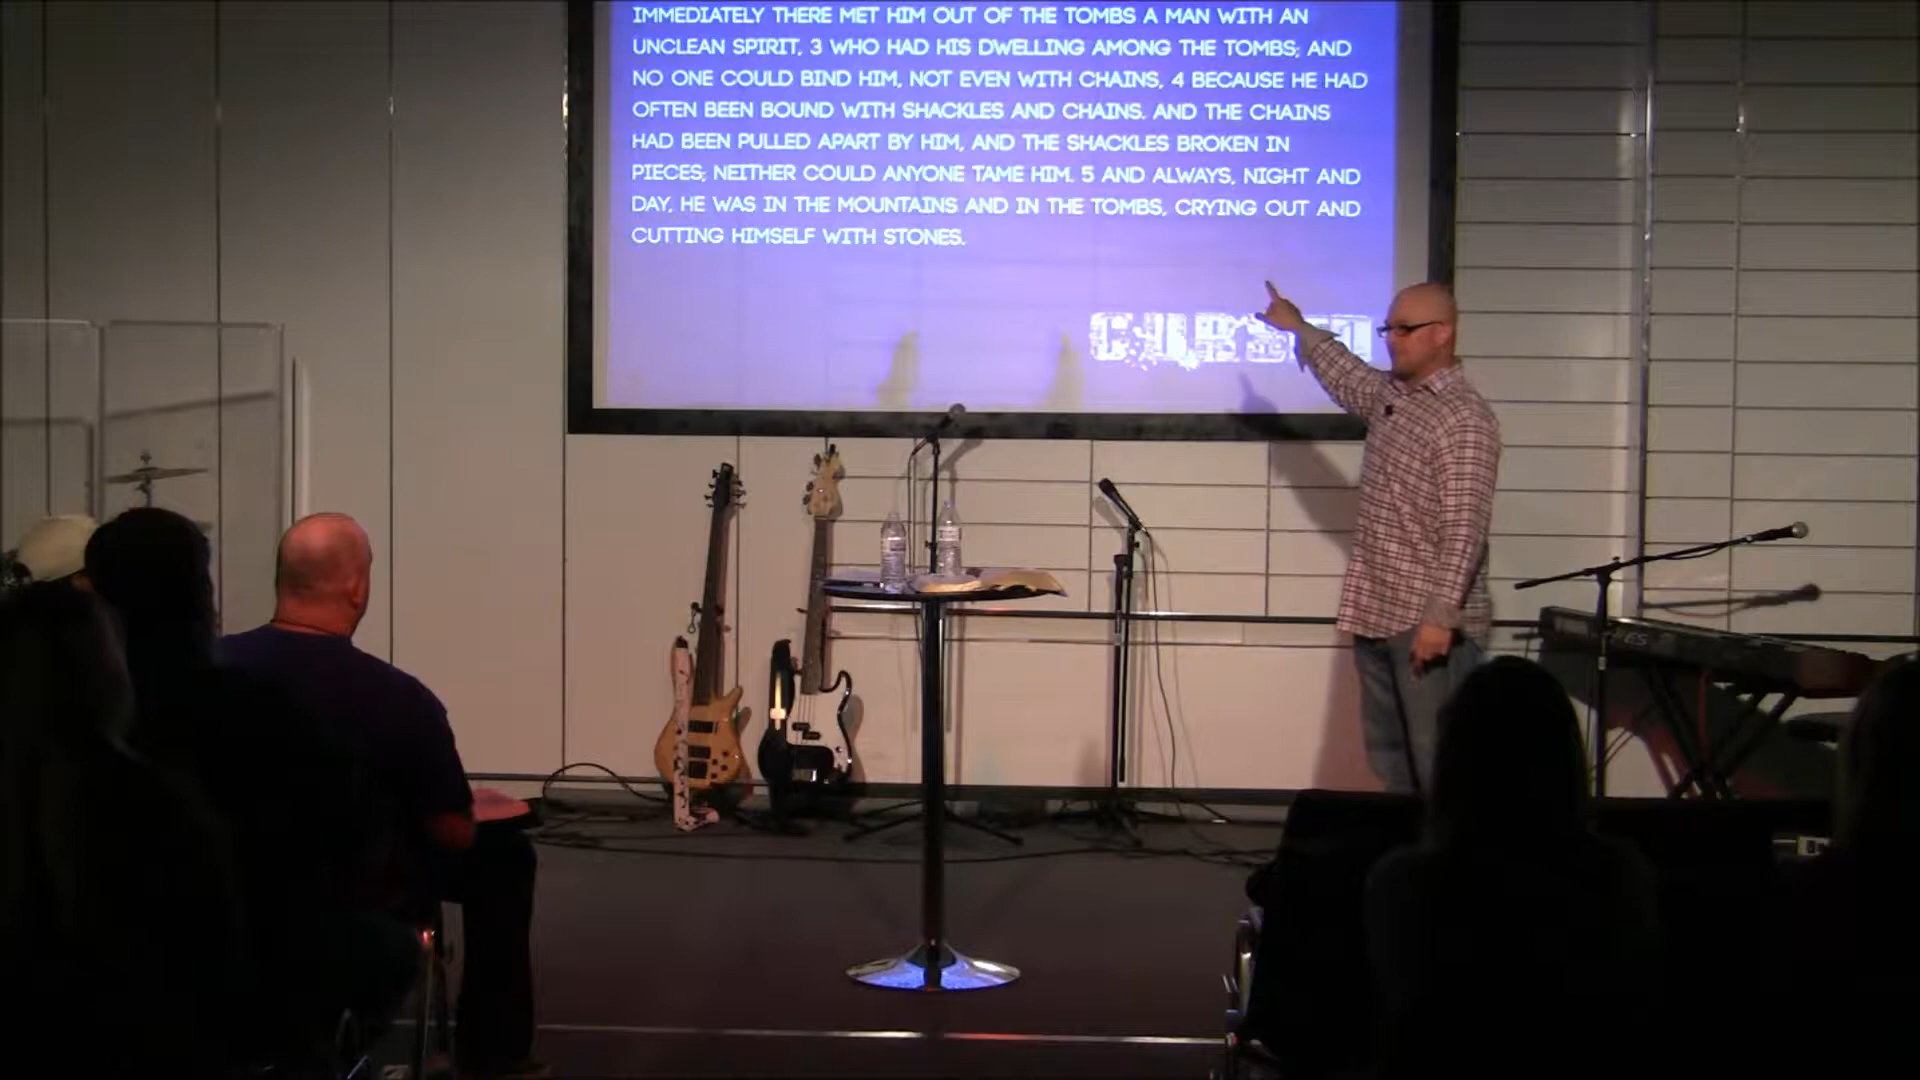 IMMEDIATELY THERE MET HIM OUT OF THE TOMBS A MAN WITH AN
UNCLEAN SPIRIT, 3 WHO HAD HIS DWELLING AMONG THE TOMBS; AND
NO ONE COULD BIND HIM, NOT EVEN WITH CHAINS, 4 BECAUSE HE HAD
OFTEN BEEN BOUND WITH SHACKLES AND CHAINS. AND THE CHAINS
HAD BEEN PULLED APART BY HIM, AND THE SHACKLES BROKEN IN
PIECES; NEITHER COULD ANYONE TAME HIM. 5 AND ALWAYS, NIGHT AND
DAY, HE WAS IN THE MOUNTAINS AND IN THE TOMBS, CRYING OUT AND
CUTTING HIMSELF WITH STONES.